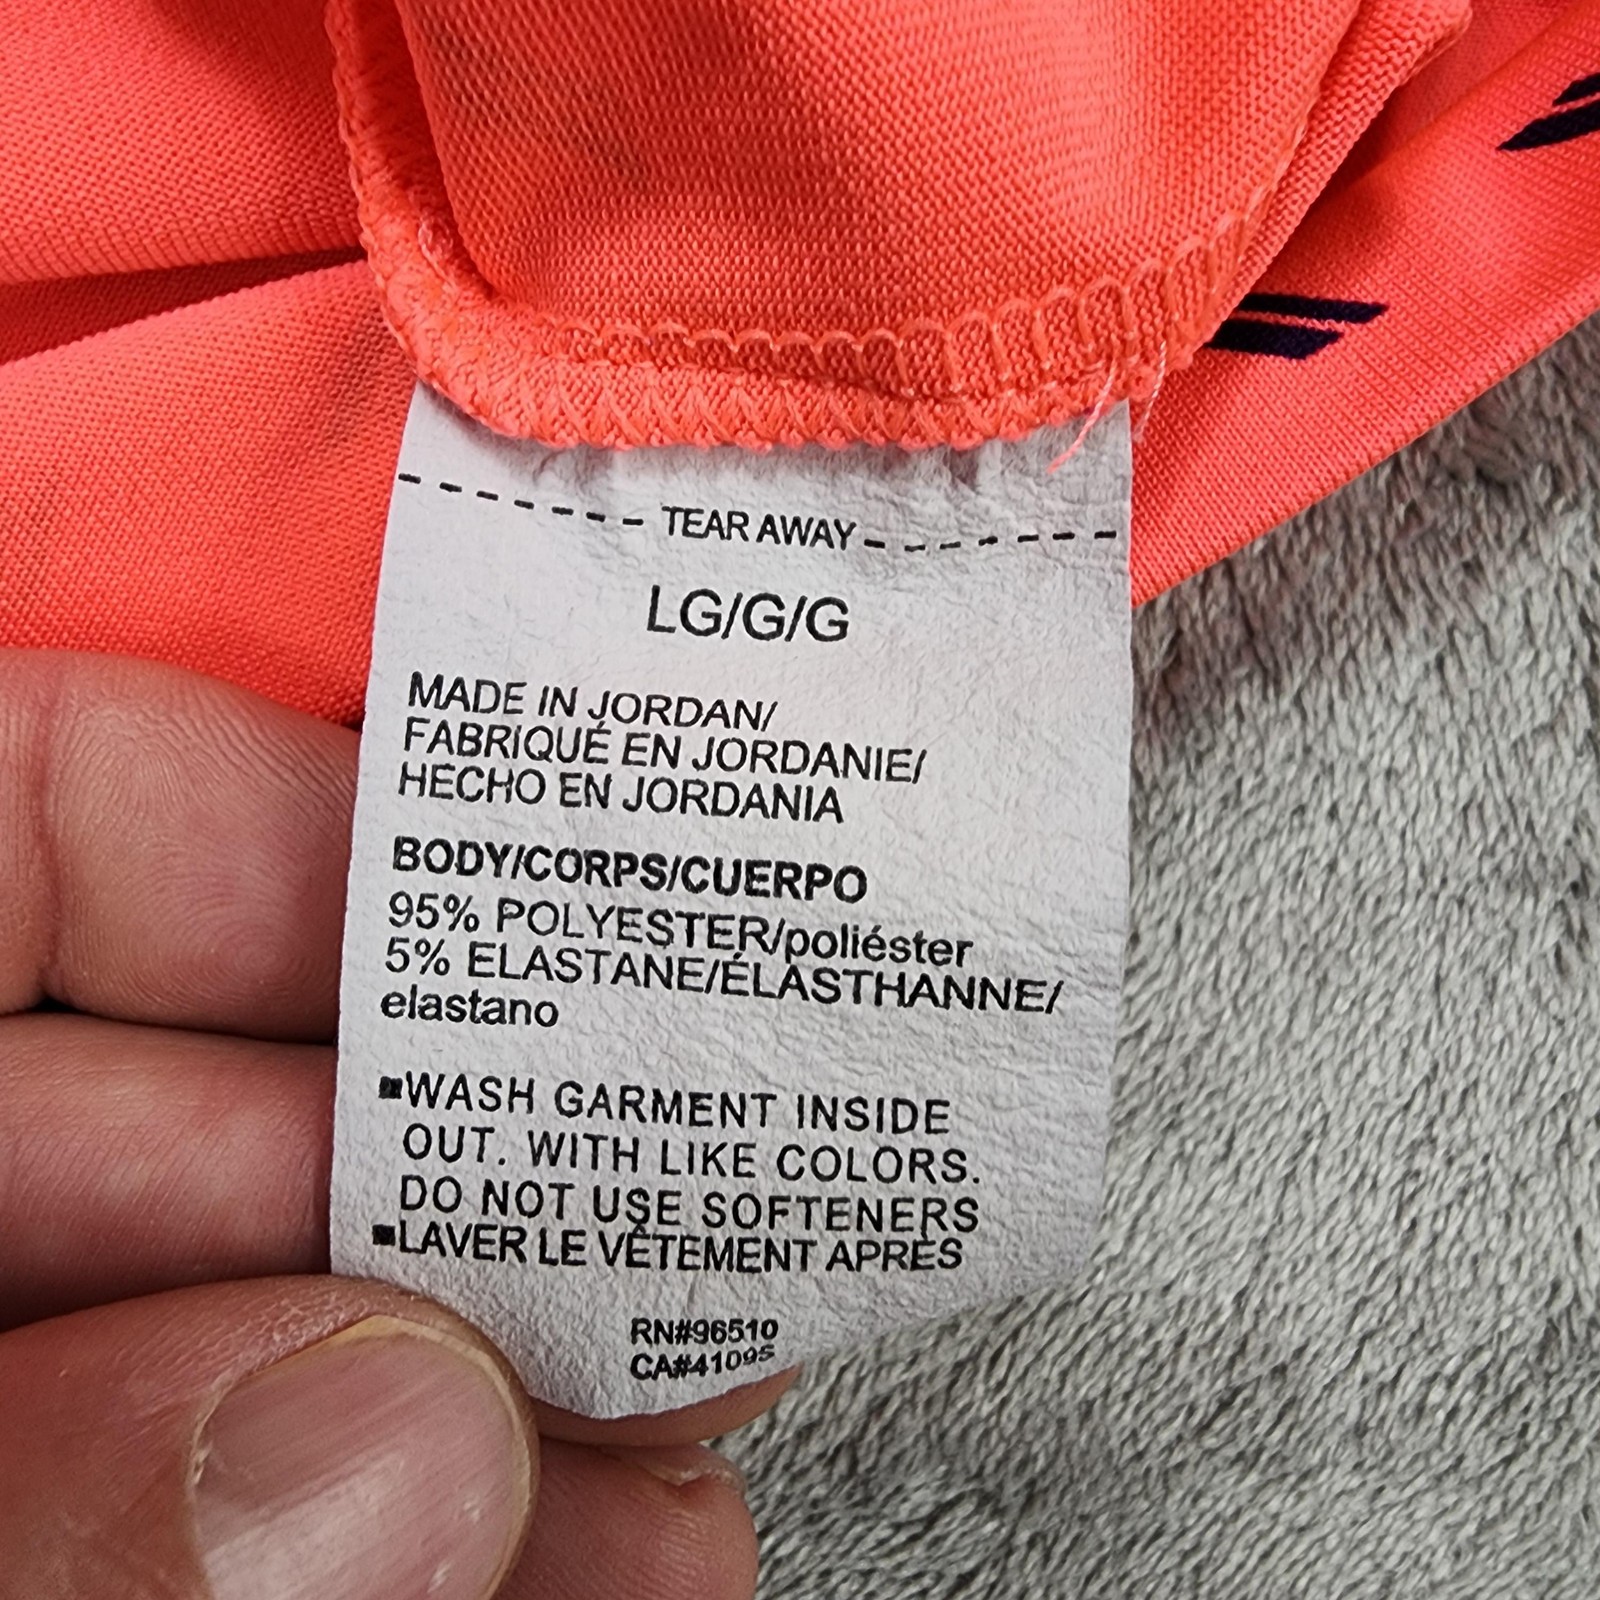 TEAR AWAY
LG/G/G
MADE IN JORDAN/
FABRIQUÉ EN JORDANIE/
HECHO EN JORDANIA
BODY/CORPS/CUERPO
95% POLYESTER/poliéster
5% ELASTANE/ÉLASTHANNE/
elastano
▪WASH GARMENT INSIDE
OUT. WITH LIKE COLORS.
DO NOT USE SOFTENERS
▪LAVER LE VÊTEMENT APRÈS
RN#96510
CA#41095